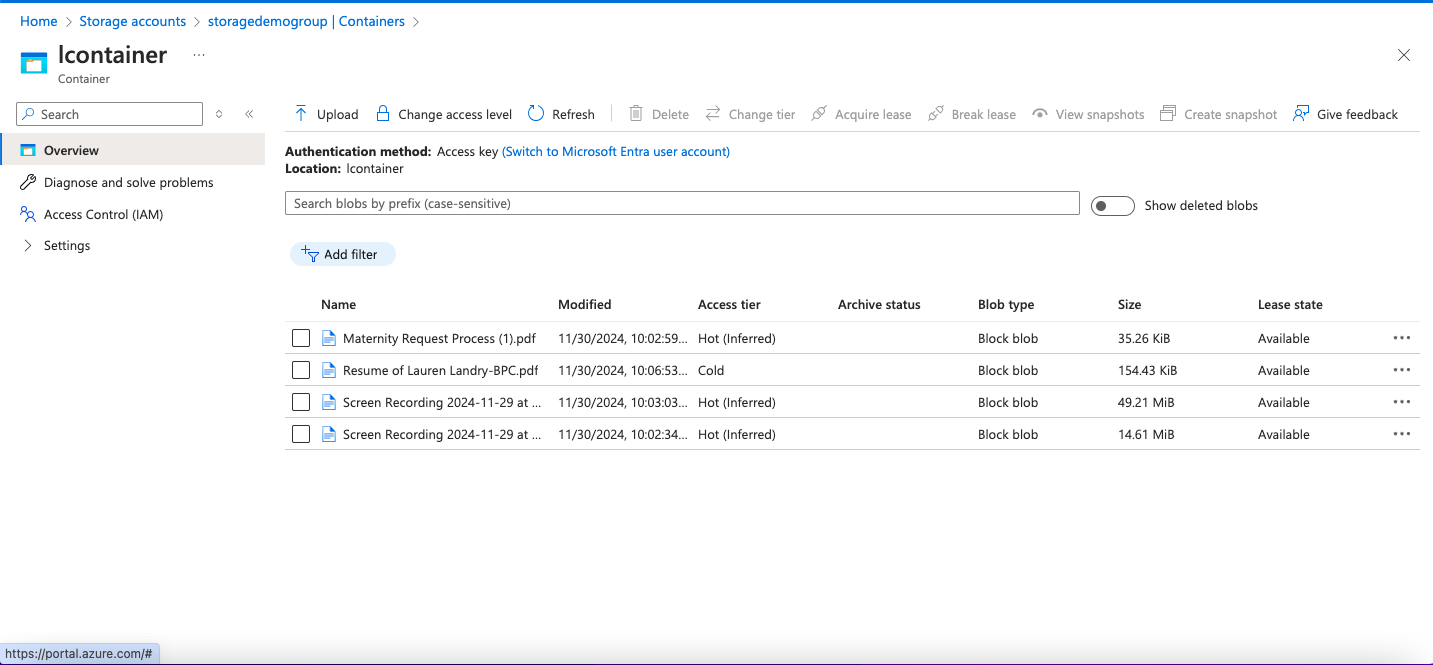 Home > Storage accounts > storagedemogroup | Containers >
lcontainer ...
Container
Search
Upload Change access level Refresh Delete Change tier Acquire lease Break lease View snapshots Create snapshot Give feedback
Overview
Diagnose and solve problems
Access Control (IAM)
Settings
Authentication method: Access key (Switch to Microsoft Entra user account)
Location: lcontainer
Search blobs by prefix (case-sensitive)
Show deleted blobs
Add filter
Name Modified Access tier Archive status Blob type Size Lease state
Maternity Request Process (1).pdf 11/30/2024, 10:02:59... Hot (Inferred) Block blob 35.26 KiB Available
Resume of Lauren Landry-BPC.pdf 11/30/2024, 10:06:53... Cold Block blob 154.43 KiB Available
Screen Recording 2024-11-29 at ... 11/30/2024, 10:03:03... Hot (Inferred) Block blob 49.21 MiB Available
Screen Recording 2024-11-29 at ... 11/30/2024, 10:02:34... Hot (Inferred) Block blob 14.61 MiB Available
https://portal.azure.com/#